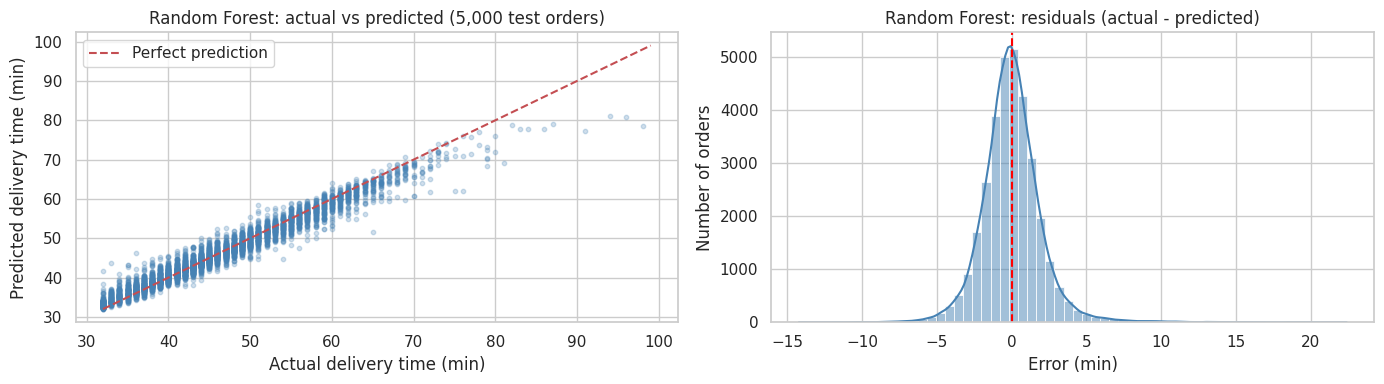 Random Forest: actual vs predicted (5,000 test orders)
Perfect prediction
Predicted delivery time (min)
100
90
80
70
60
50
40
30
30 40 50 60 70 80 90 100
Actual delivery time (min)
Random Forest: residuals (actual - predicted)
Number of orders
5000
4000
3000
2000
1000
0
−15 −10 −5 0 5 10 15 20
Error (min)